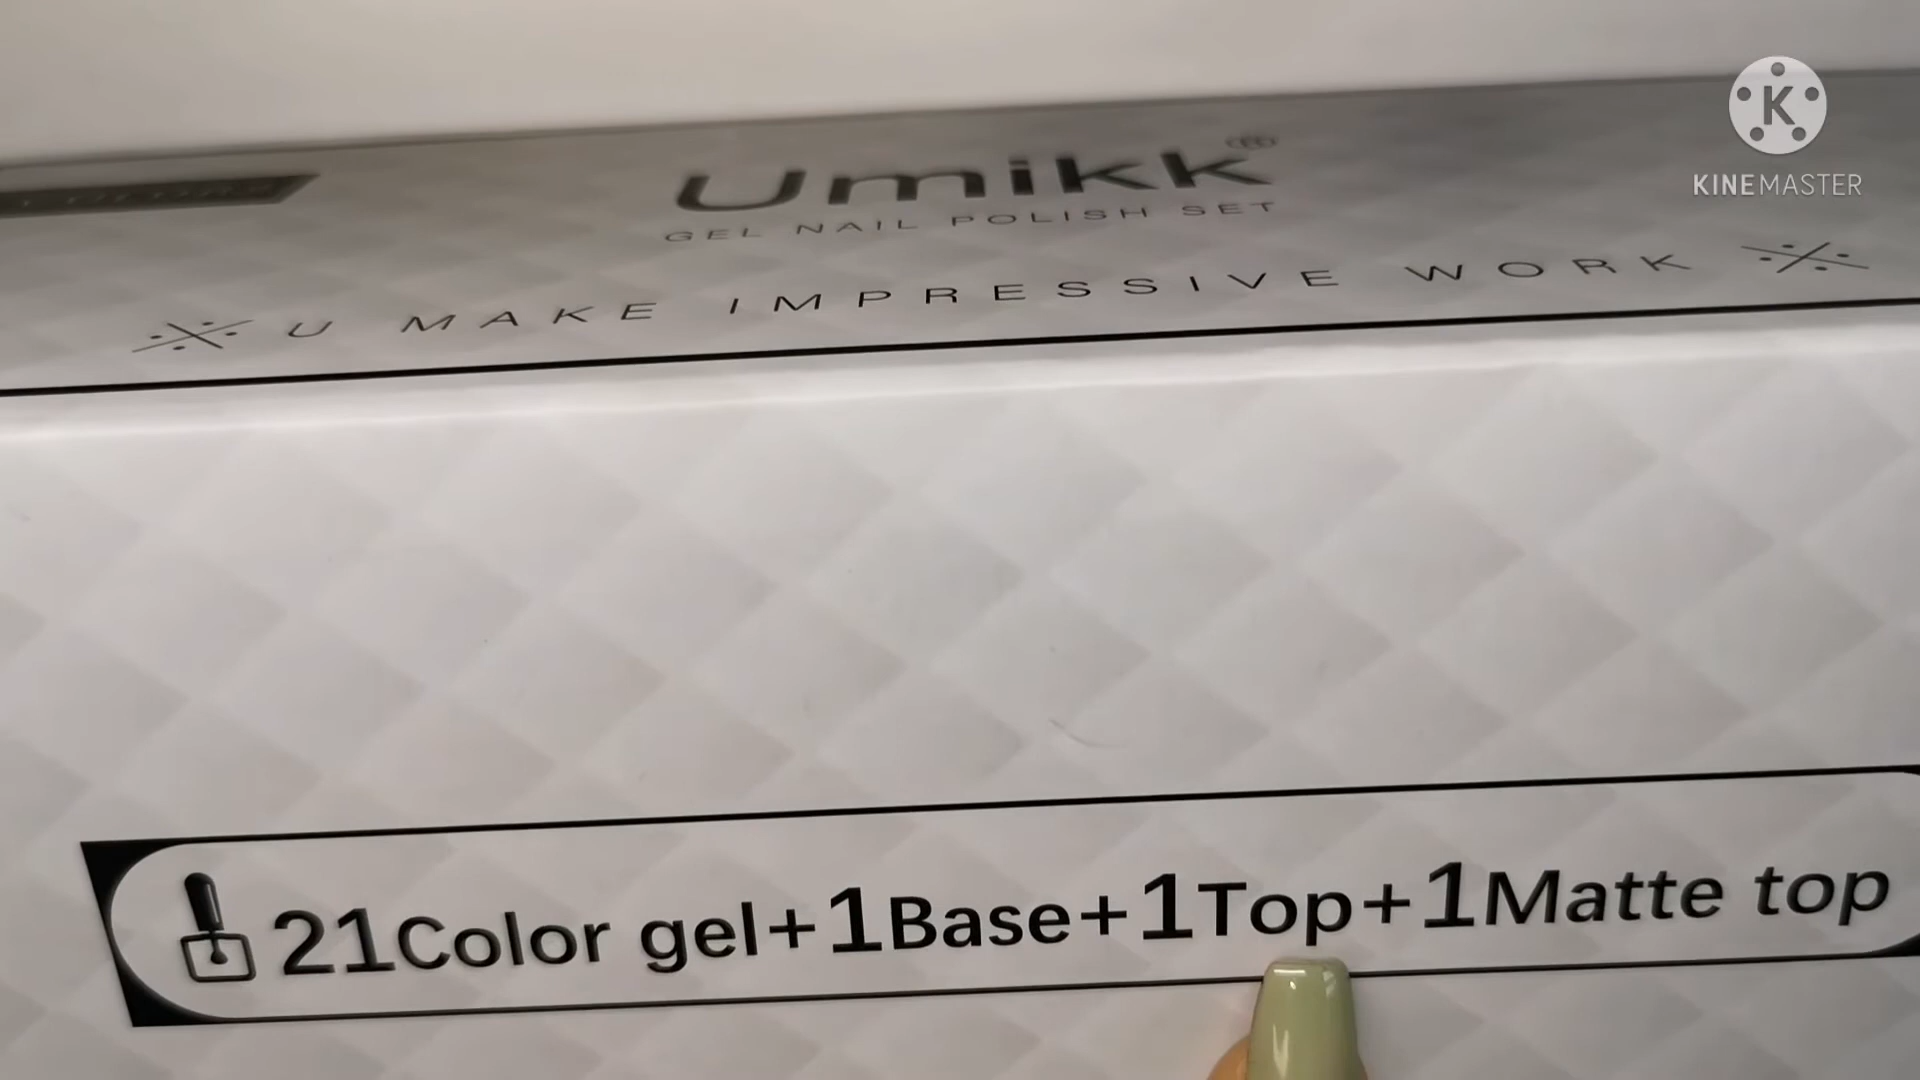 K
KINEMASTER
Umikk®
GEL NAIL POLISH SET
U MAKE IMPRESSIVE WORK
21Color gel+1Base+1Top+1Matte top